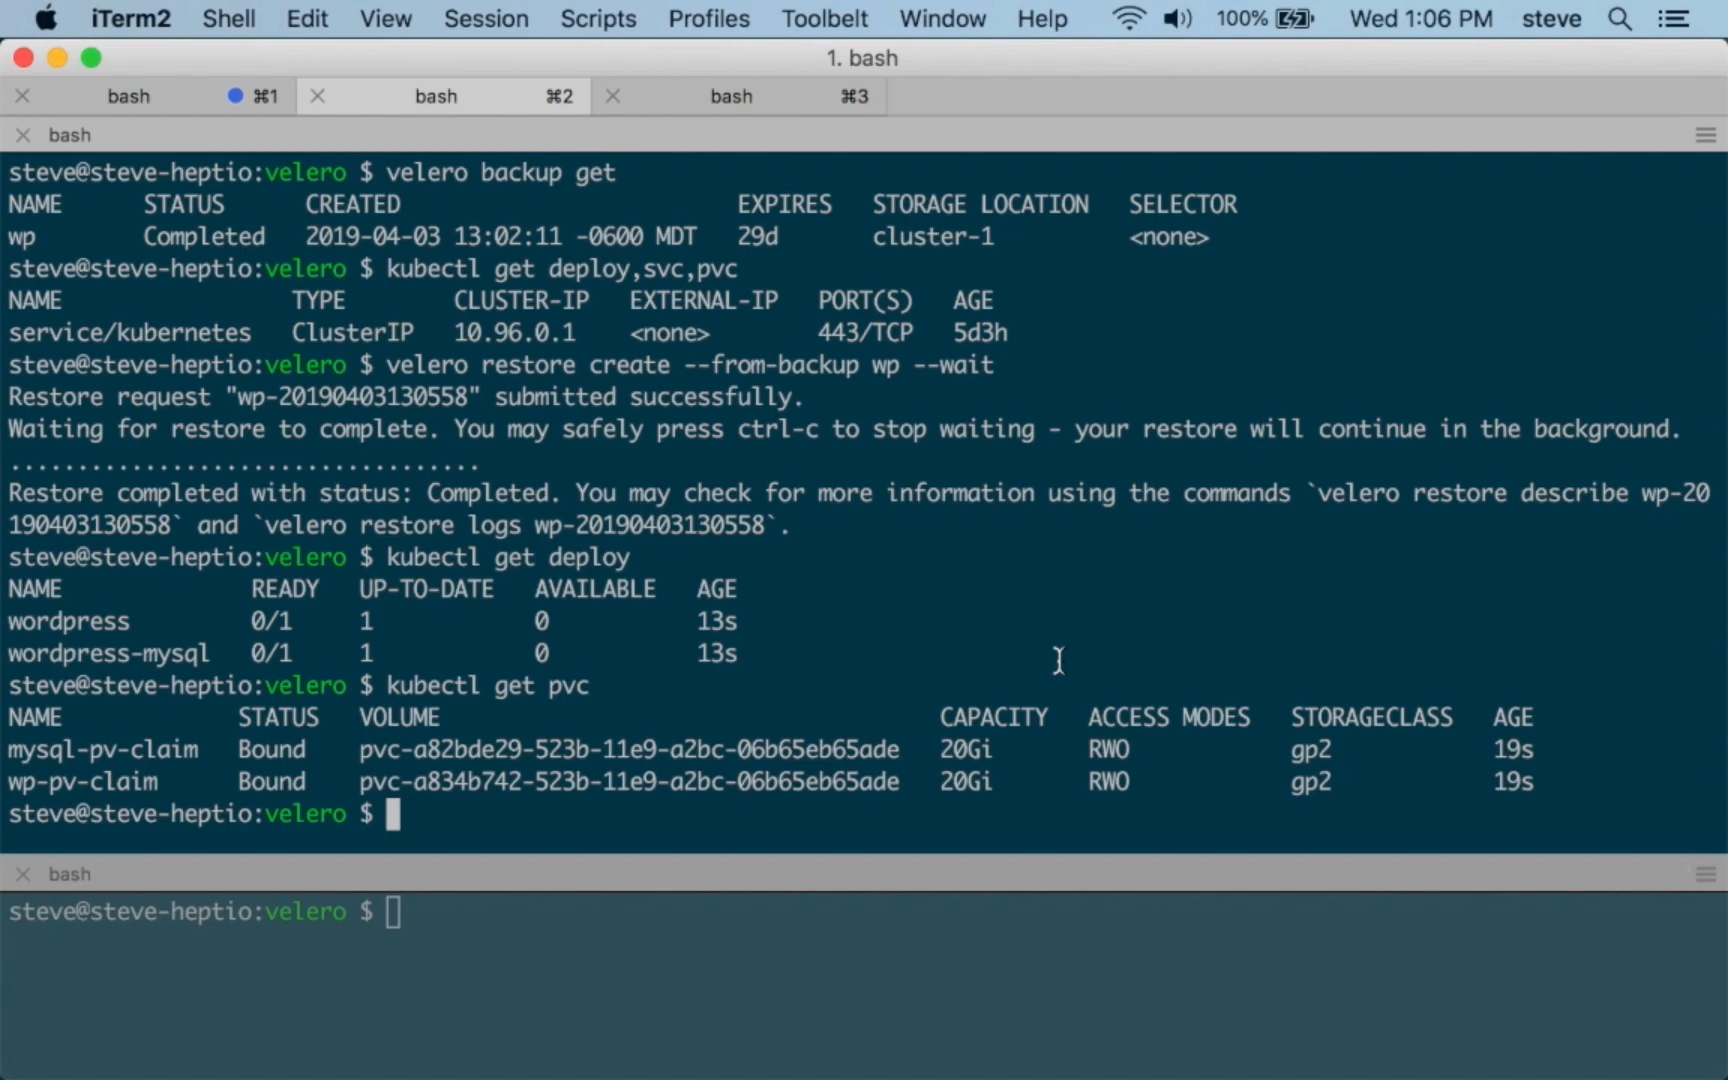 iTerm2 Shell Edit View Session Scripts Profiles Toolbelt Window Help 100% Wed 1:06 PM steve
1. bash
bash ⌘1 bash ⌘2 bash ⌘3
bash
steve@steve-heptio:velero $ velero backup get
NAME STATUS CREATED EXPIRES STORAGE LOCATION SELECTOR
wp Completed 2019-04-03 13:02:11 -0600 MDT 29d cluster-1 <none>
steve@steve-heptio:velero $ kubectl get deploy,svc,pvc
NAME TYPE CLUSTER-IP EXTERNAL-IP PORT(S) AGE
service/kubernetes ClusterIP 10.96.0.1 <none> 443/TCP 5d3h
steve@steve-heptio:velero $ velero restore create --from-backup wp --wait
Restore request "wp-20190403130558" submitted successfully.
Waiting for restore to complete. You may safely press ctrl-c to stop waiting - your restore will continue in the background.
...................................
Restore completed with status: Completed. You may check for more information using the commands `velero restore describe wp-20
190403130558` and `velero restore logs wp-20190403130558`.
steve@steve-heptio:velero $ kubectl get deploy
NAME READY UP-TO-DATE AVAILABLE AGE
wordpress 0/1 1 0 13s
wordpress-mysql 0/1 1 0 13s
steve@steve-heptio:velero $ kubectl get pvc
NAME STATUS VOLUME CAPACITY ACCESS MODES STORAGECLASS AGE
mysql-pv-claim Bound pvc-a82bde29-523b-11e9-a2bc-06b65eb65ade 20Gi RWO gp2 19s
wp-pv-claim Bound pvc-a834b742-523b-11e9-a2bc-06b65eb65ade 20Gi RWO gp2 19s
steve@steve-heptio:velero $
bash
steve@steve-heptio:velero $